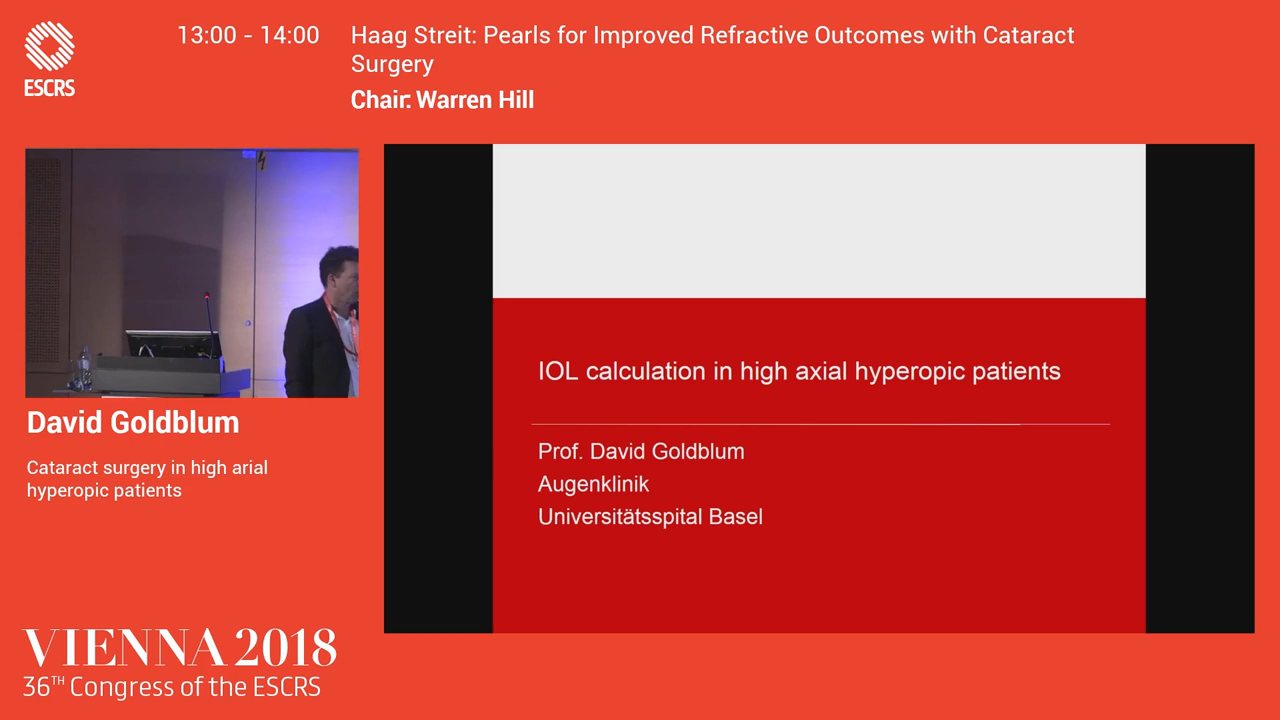 ESCRS
13:00 - 14:00
Haag Streit: Pearls for Improved Refractive Outcomes with Cataract
Surgery
Chair: Warren Hill
IOL calculation in high axial hyperopic patients
Prof. David Goldblum
Augenklinik
Universitätsspital Basel
David Goldblum
Cataract surgery in high arial
hyperopic patients
VIENNA 2018
36TH Congress of the ESCRS